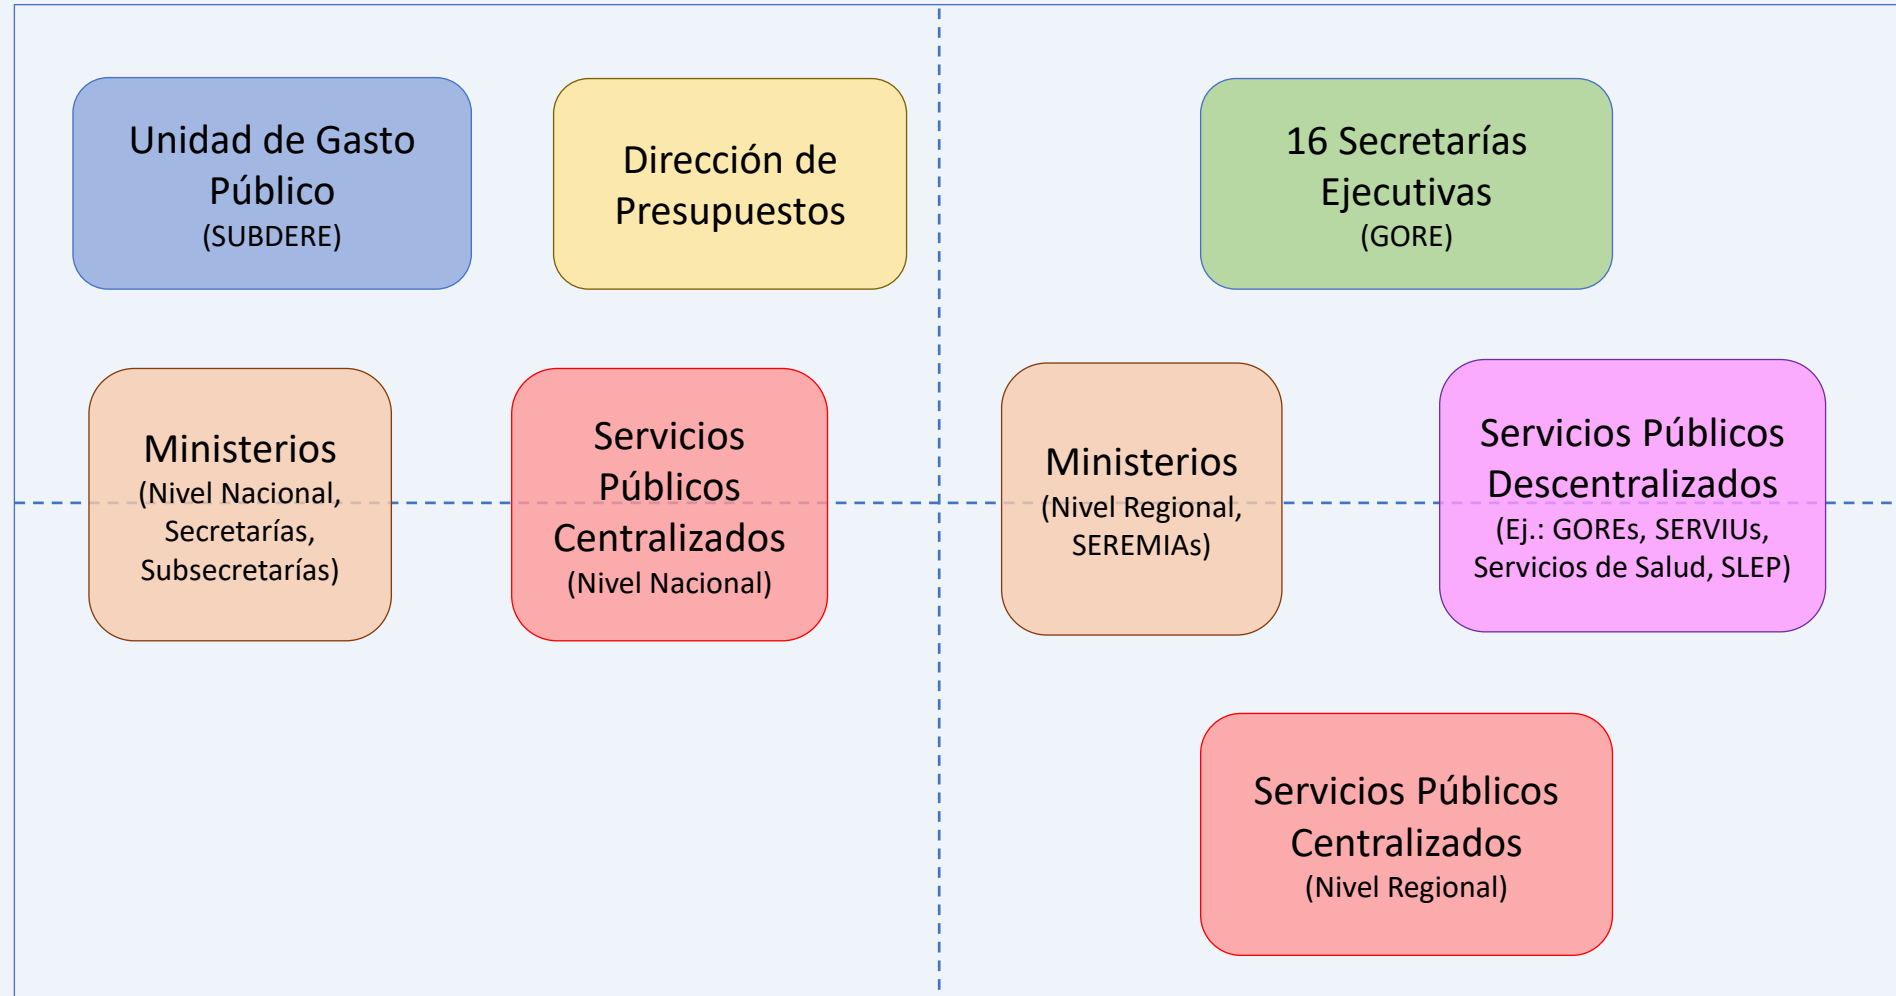 Unidad de Gasto
Público
(SUBDERE)
Dirección de
Presupuestos
16 Secretarías
Ejecutivas
(GORE)
Ministerios
(Nivel Nacional,
Secretarías,
Subsecretarías)
Servicios
Públicos
Centralizados
(Nivel Nacional)
Ministerios
(Nivel Regional,
SEREMIAs)
Servicios Públicos
Descentralizados
(Ej.: GOREs, SERVIUs,
Servicios de Salud, SLEP)
Servicios Públicos
Centralizados
(Nivel Regional)